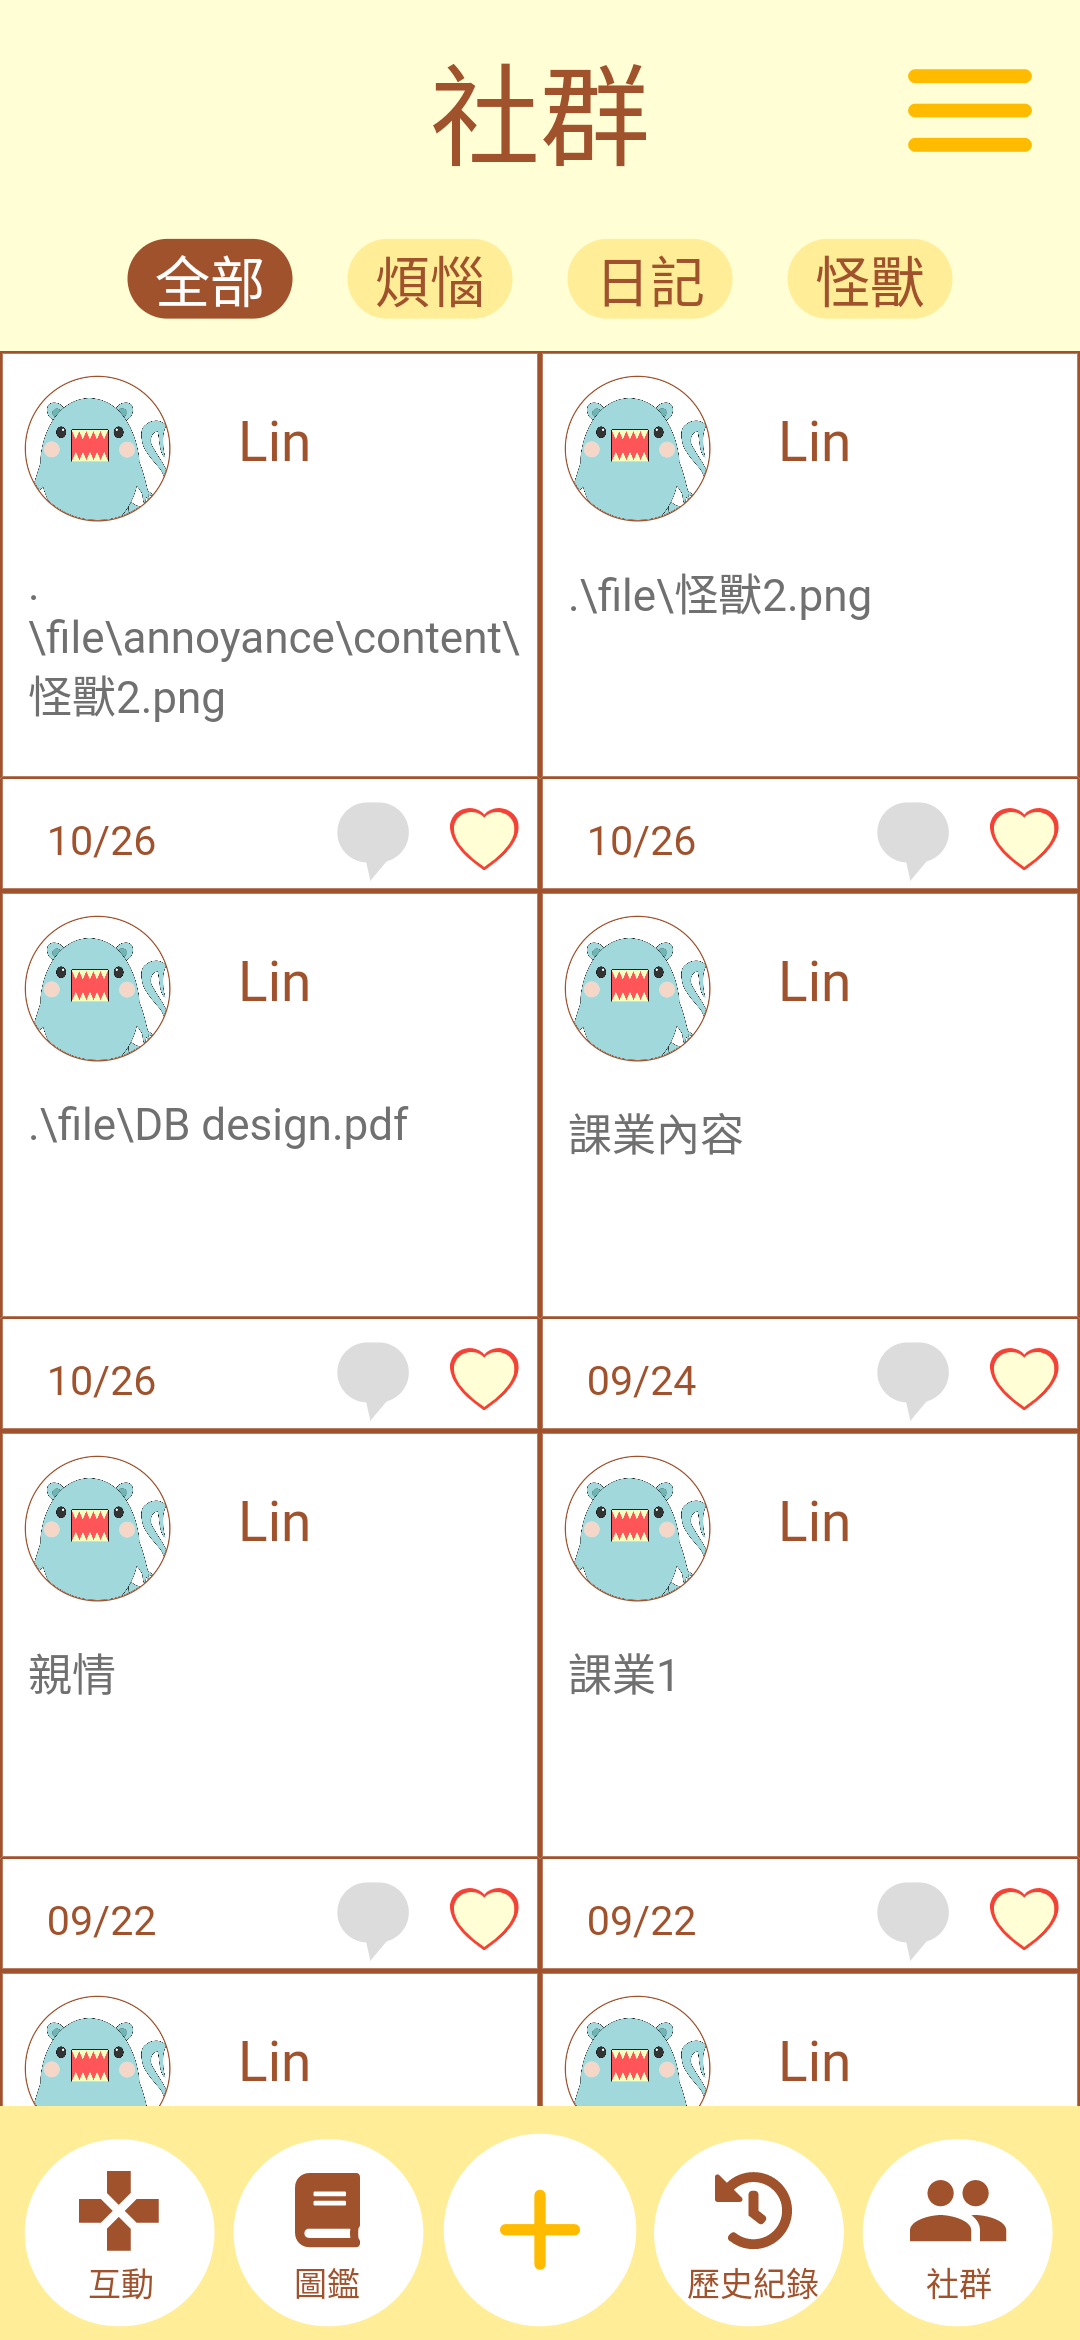 社群
全部 煩惱 日記 怪獸
Lin
.
\file\annoyance\content\
怪獸2.png
10/26
Lin
.\file\怪獸2.png
10/26
Lin
.\file\DB design.pdf
10/26
Lin
課業內容
09/24
Lin
親情
09/22
Lin
課業1
09/22
Lin
Lin
互動 圖鑑 歷史紀錄 社群